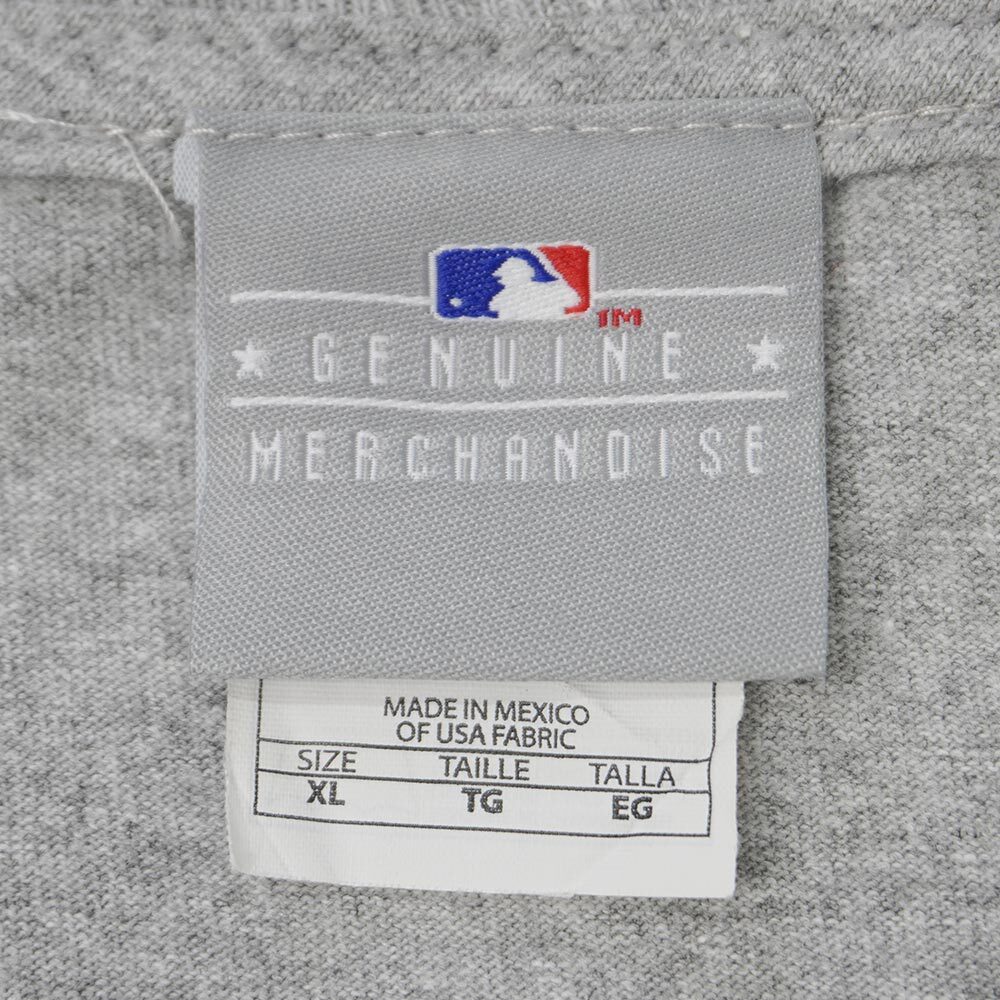 TM
★ GENUINE ★
MERCHANDISE
MADE IN MEXICO
OF USA FABRIC
SIZE TAILLE TALLA
XL TG EG